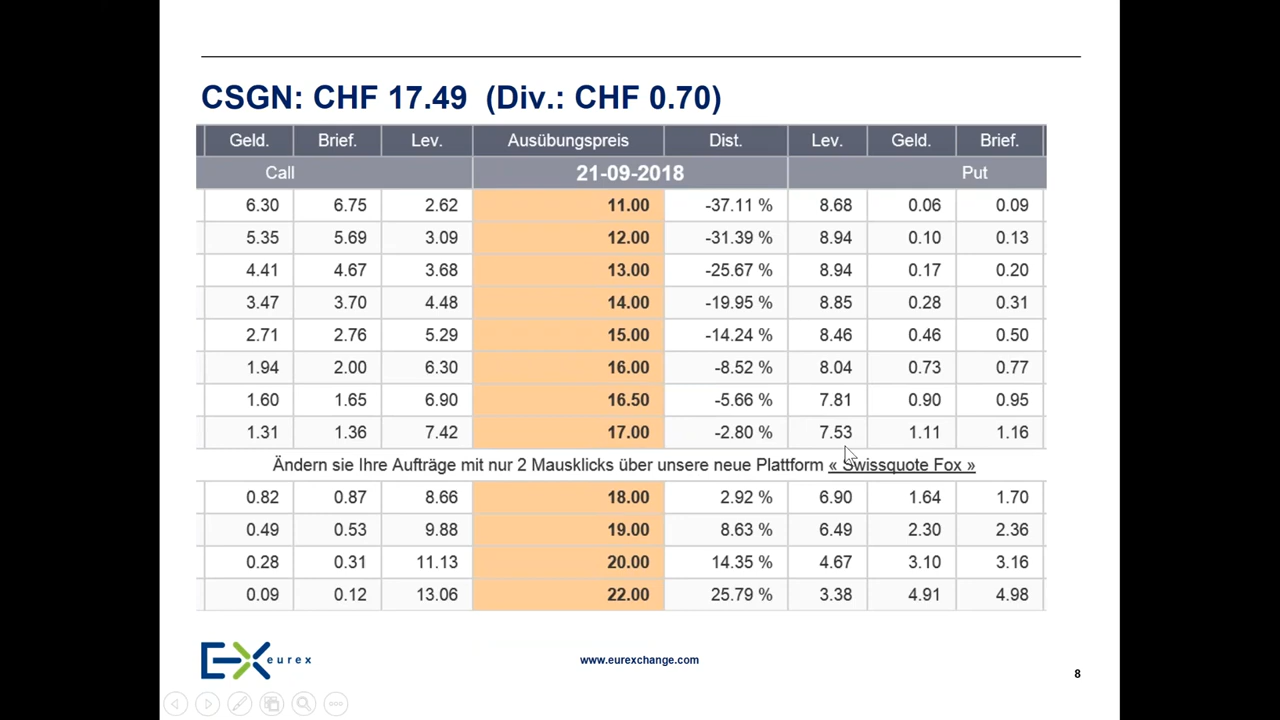 CSGN: CHF 17.49 (Div.: CHF 0.70)
Geld. Brief. Lev. Ausübungspreis Dist. Lev. Geld. Brief.
Call 21-09-2018 Put
6.30 6.75 2.62 11.00 -37.11 % 8.68 0.06 0.09
5.35 5.69 3.09 12.00 -31.39 % 8.94 0.10 0.13
4.41 4.67 3.68 13.00 -25.67 % 8.94 0.17 0.20
3.47 3.70 4.48 14.00 -19.95 % 8.85 0.28 0.31
2.71 2.76 5.29 15.00 -14.24 % 8.46 0.46 0.50
1.94 2.00 6.30 16.00 -8.52 % 8.04 0.73 0.77
1.60 1.65 6.90 16.50 -5.66 % 7.81 0.90 0.95
1.31 1.36 7.42 17.00 -2.80 % 7.53 1.11 1.16
Ändern sie Ihre Aufträge mit nur 2 Mausklicks über unsere neue Plattform « Swissquote Fox »
0.82 0.87 8.66 18.00 2.92 % 6.90 1.64 1.70
0.49 0.53 9.88 19.00 8.63 % 6.49 2.30 2.36
0.28 0.31 11.13 20.00 14.35 % 4.67 3.10 3.16
0.09 0.12 13.06 22.00 25.79 % 3.38 4.91 4.98
EX eurex www.eurexchange.com
8